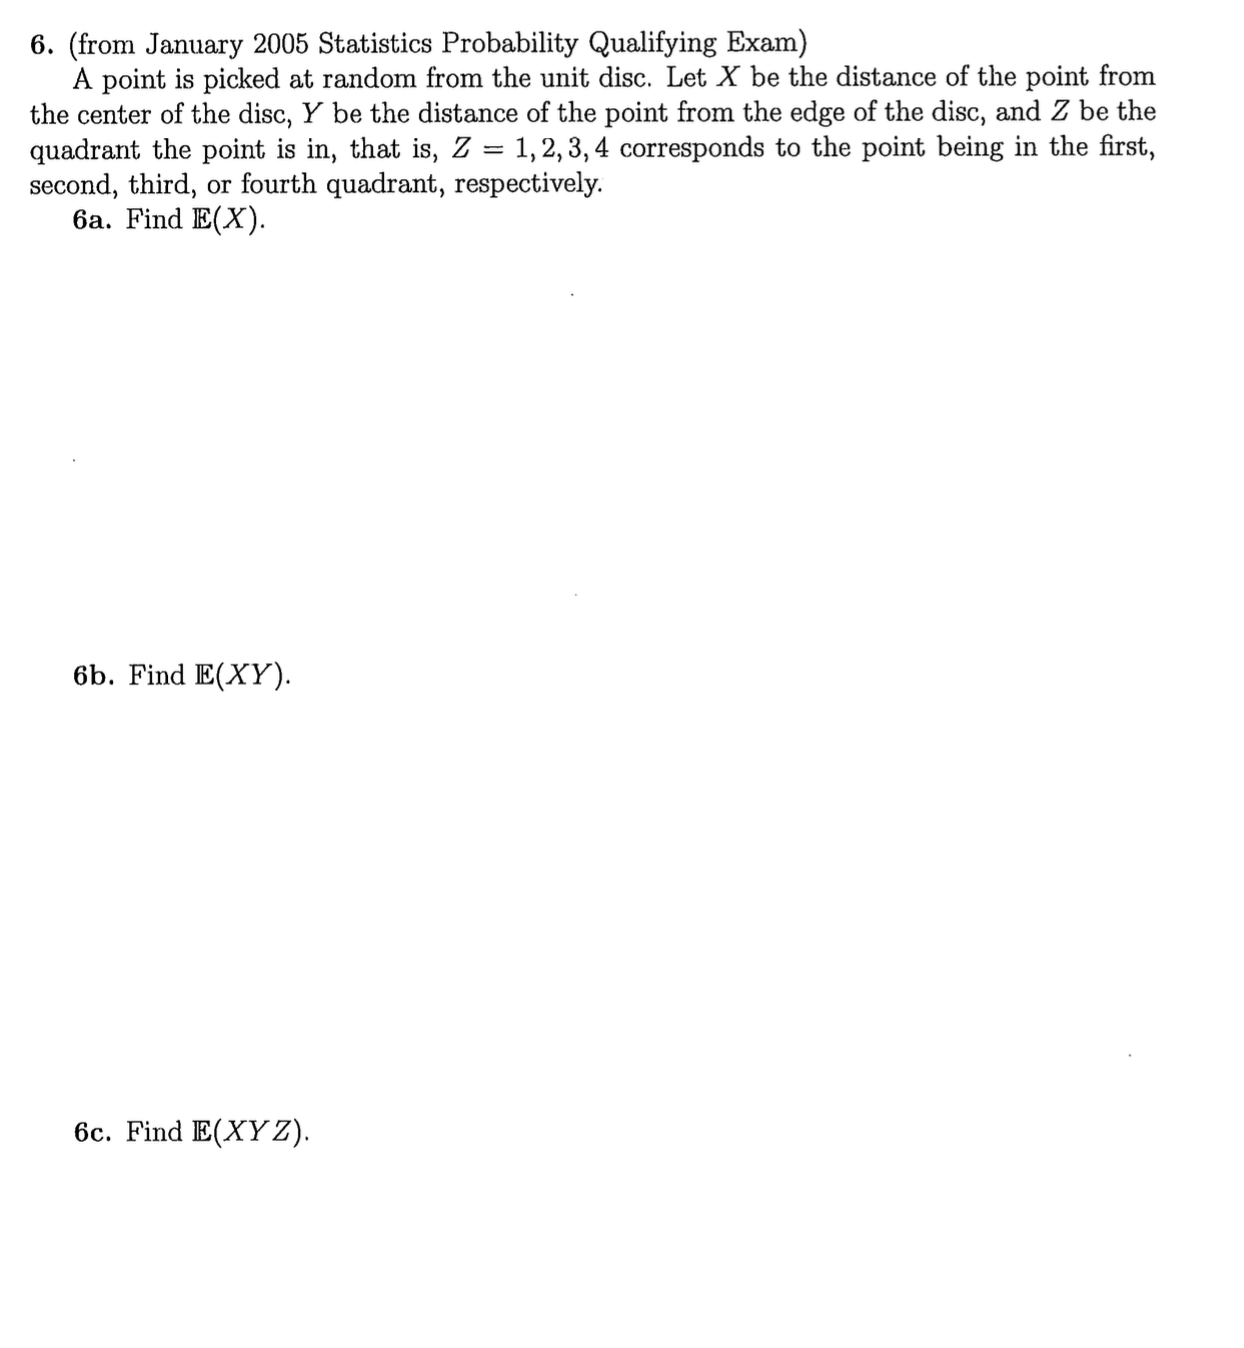 6. (from January 2005 Statistics Probability Qualifying Exam)
A point is picked at random from the unit disc. Let X be the distance of the point from
the center of the disc, Y be the distance of the point from the edge of the disc, and Z be the
quadrant the point is in, that is, Z = 1, 2, 3, 4 corresponds to the point being in the first,
second, third, or fourth quadrant, respectively.
6a. Find 𝔼(X).
6b. Find 𝔼(XY).
6c. Find 𝔼(XYZ).